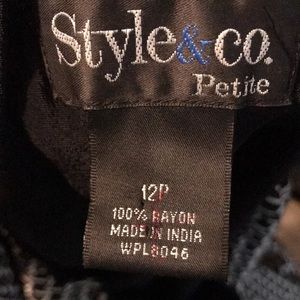 Style&co.
Petite
12P
100% RAYON
MADE IN INDIA
WPL8046